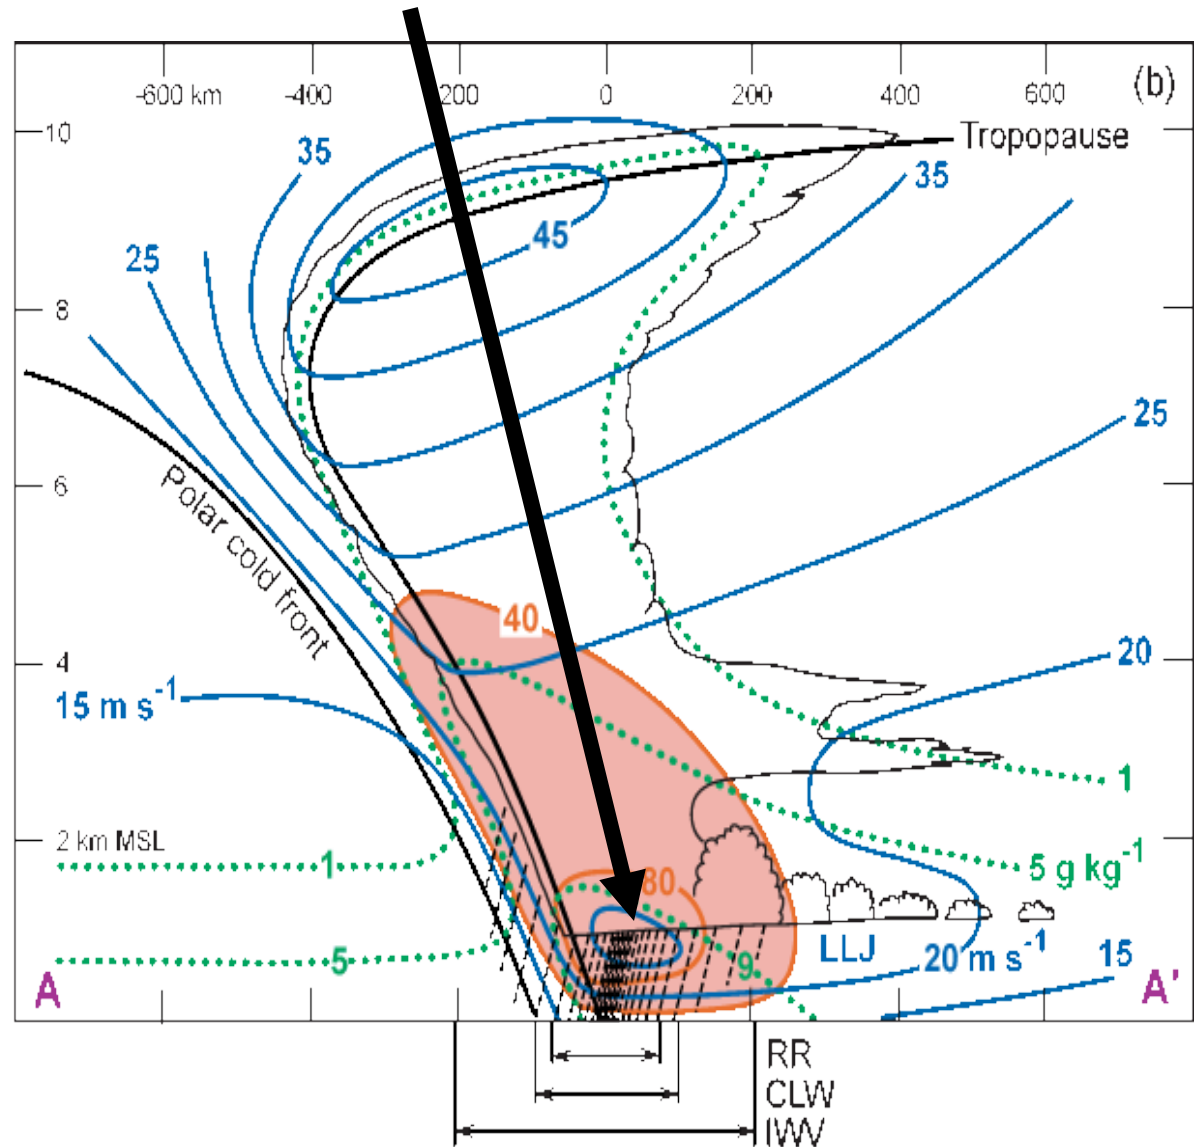 -600 km -400 200 0 200 400 600 (b)
10 Tropopause
35 35
45
25
8
25
6
Polar cold front
40
4 20
15 m s-1
1
2 km MSL
1 5 g kg-1
80
LLJ 20 m s-1 15
5 9
A A'
RR
CLW
IWV